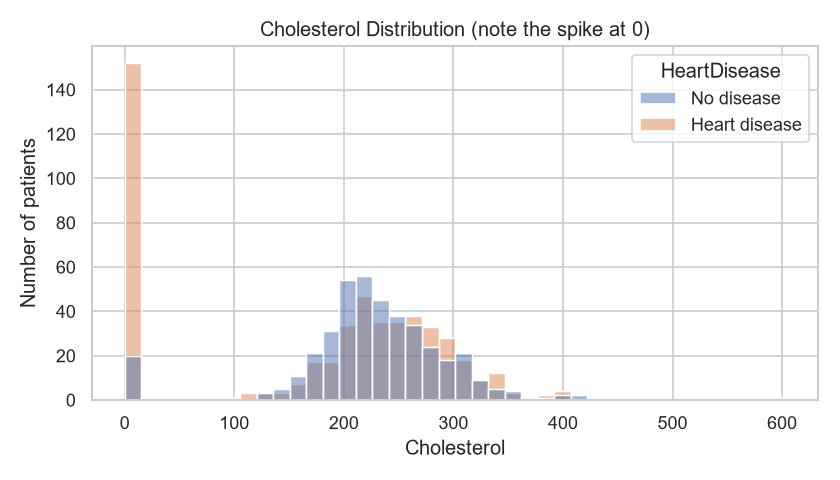 Cholesterol Distribution (note the spike at 0)
HeartDisease
No disease
Heart disease
Number of patients
140
120
100
80
60
40
20
0
0 100 200 300 400 500 600
Cholesterol